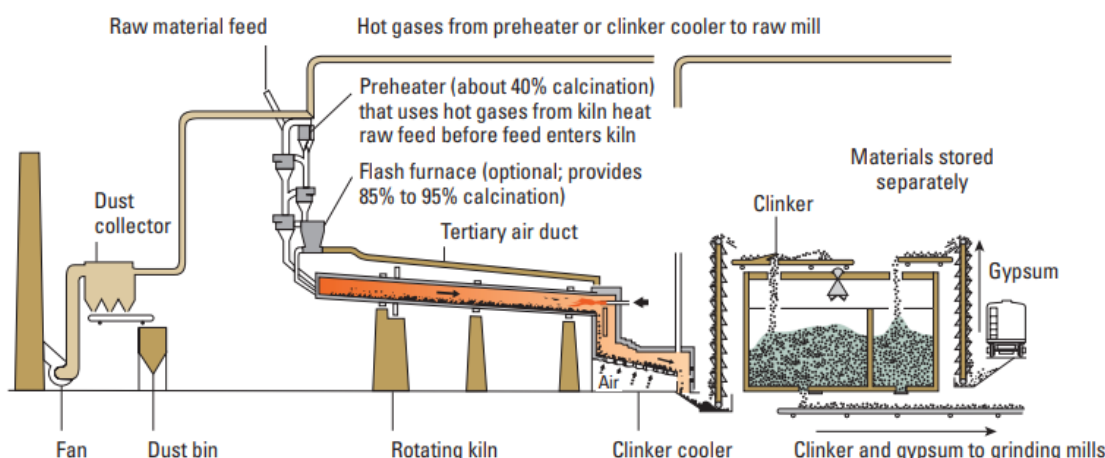 Raw material feed
Hot gases from preheater or clinker cooler to raw mill
Preheater (about 40% calcination)
that uses hot gases from kiln heat
raw feed before feed enters kiln
Flash furnace (optional; provides
85% to 95% calcination)
Materials stored
separately
Dust
collector
Clinker
Tertiary air duct
Gypsum
Air
Fan
Dust bin
Rotating kiln
Clinker cooler
Clinker and gypsum to grinding mills